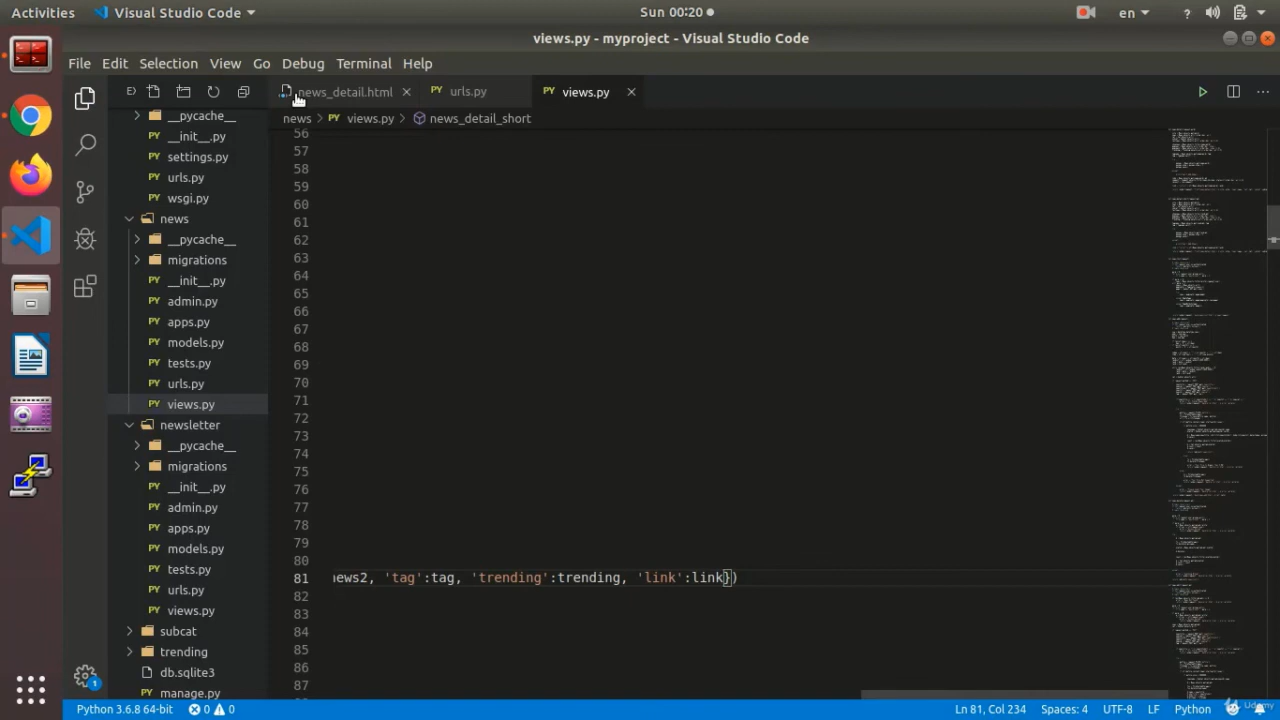 Activities
Visual Studio Code
Sun 00:20
en
views.py - myproject - Visual Studio Code
File Edit Selection View Go Debug Terminal Help
news_detail.html
urls.py
views.py
news > views.py > news_detail_short
__pycache__
__init__.py
settings.py
urls.py
wsgi.py
news
__pycache__
migrations
__init__.py
admin.py
apps.py
models.py
tests.py
urls.py
views.py
newsletter
__pycache__
migrations
__init__.py
admin.py
apps.py
models.py
tests.py
urls.py
views.py
subcat
trending
db.sqlite3
manage.py
56
57
58
59
60
61
62
63
64
65
66
67
68
69
70
71
72
73
74
75
76
77
78
79
80
81 news2, 'tag':tag, 'trending':trending, 'link':link})
82
83
84
85
86
87
1
Python 3.6.8 64-bit
0
0
Ln 81, Col 234
Spaces: 4
UTF-8
LF
Python
Udemy